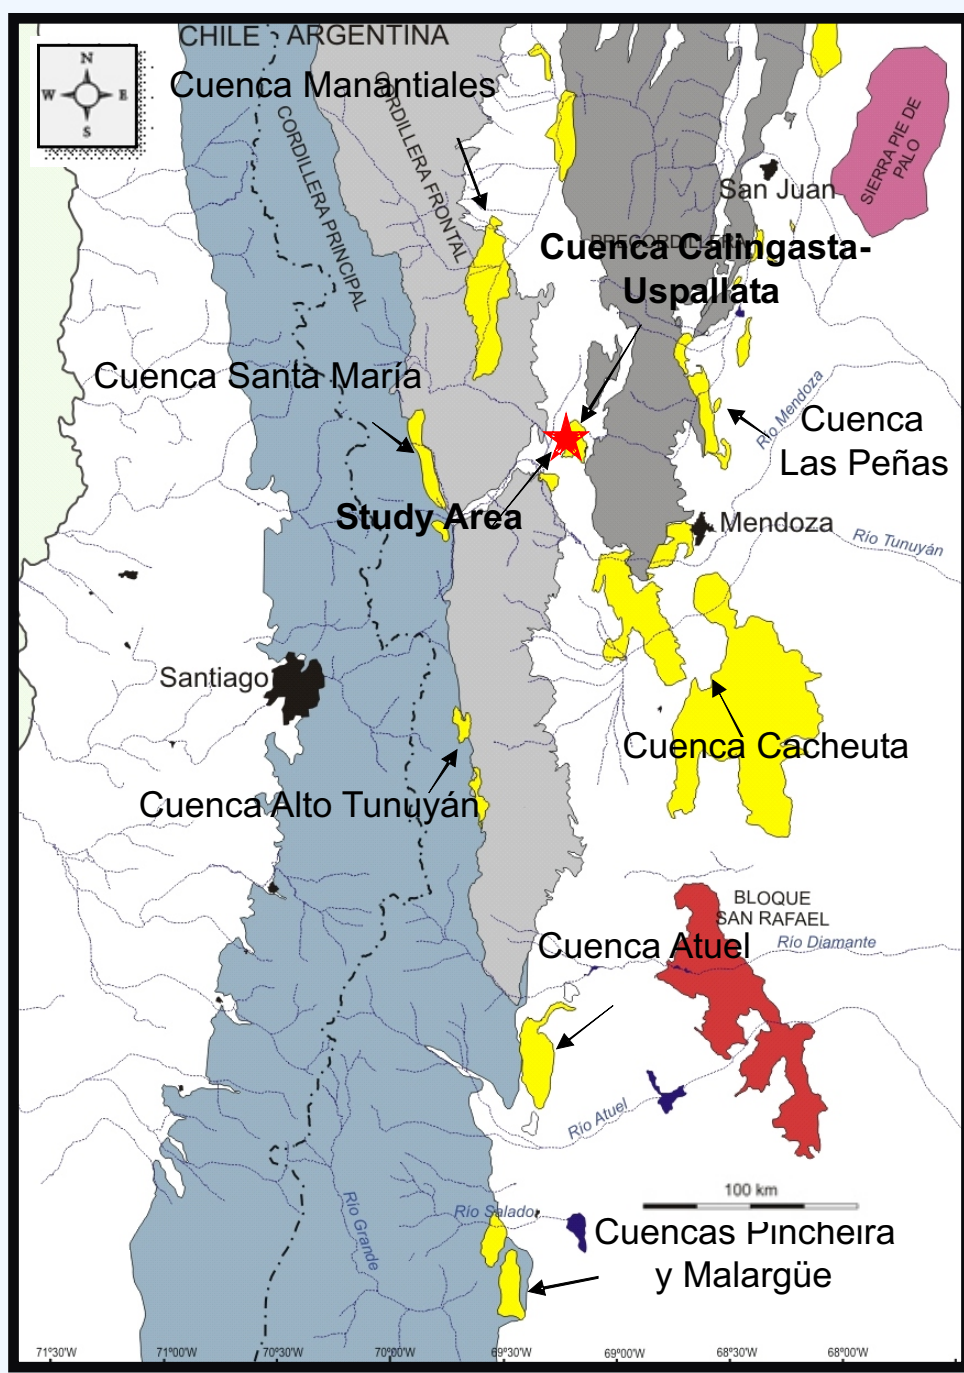 CHILE
ARGENTINA
N
W
E
S
Cuenca Manantiales
CORDILLERA PRINCIPAL
CORDILLERA FRONTAL
SIERRA PIE DE
PALO
San Juan
PRECORDILLERA
Cuenca Calingasta-
Uspallata
Cuenca Santa María
Río Mendoza
Cuenca
Las Peñas
Study Area
Mendoza
Río Tunuyán
Santiago
Cuenca Cacheuta
Cuenca Alto Tunuyán
BLOQUE
SAN RAFAEL
Río Diamante
Cuenca Atuel
Río Atuel
100 km
Río Grande
Río Salado
Cuencas Pincheira
y Malargüe
71°30'W
71°00'W
70°30'W
70°00'W
69°30'W
69°00'W
68°30'W
68°00'W